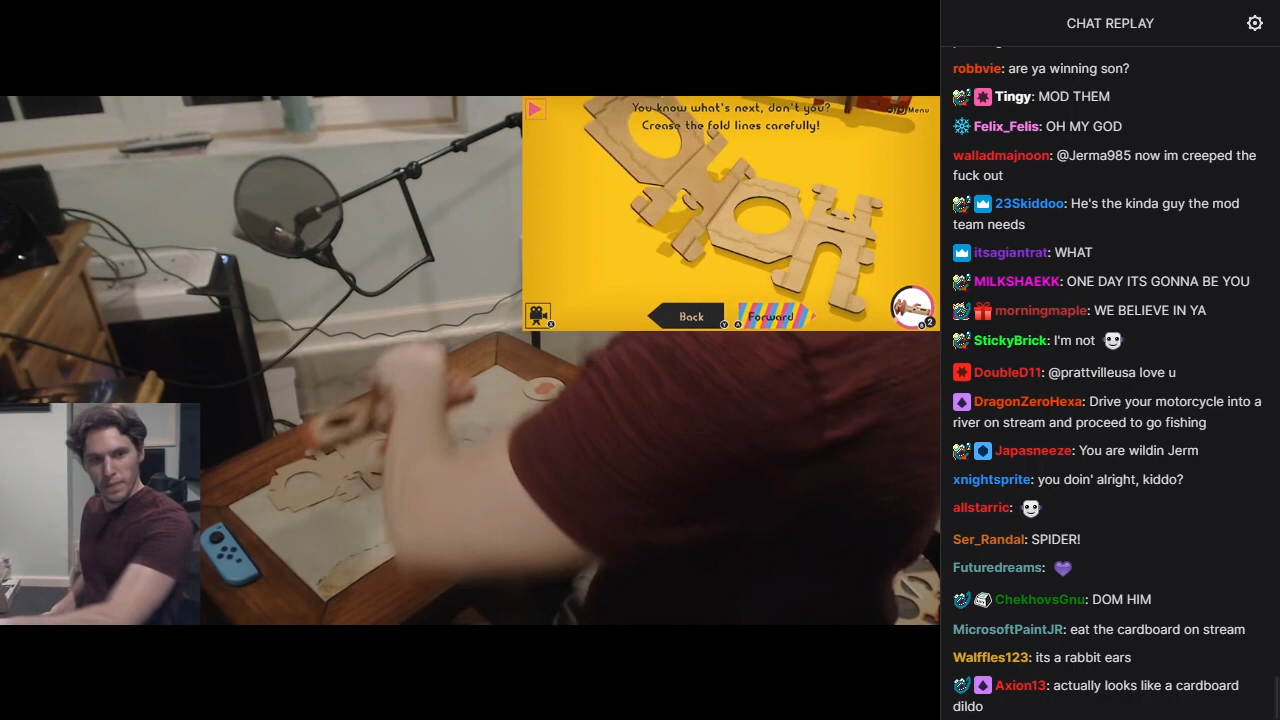 You know what's next, don't you?
Crease the fold lines carefully!
Menu
Back
Forward
X
Y
A
2
CHAT REPLAY
robbvie: are ya winning son?
Tingy: MOD THEM
Felix_Felis: OH MY GOD
walladmajnoon: @Jerma985 now im creeped the
fuck out
23Skiddoo: He's the kinda guy the mod
team needs
itsagiantrat: WHAT
MILKSHAEKK: ONE DAY ITS GONNA BE YOU
morningmaple: WE BELIEVE IN YA
StickyBrick: I'm not
DoubleD11: @prattvilleusa love u
DragonZeroHexa: Drive your motorcycle into a
river on stream and proceed to go fishing
Japasneeze: You are wildin Jerm
xnightsprite: you doin' alright, kiddo?
allstarric:
Ser_Randal: SPIDER!
Futuredreams:
ChekhovsGnu: DOM HIM
MicrosoftPaintJR: eat the cardboard on stream
Walffles123: its a rabbit ears
Axion13: actually looks like a cardboard
dildo